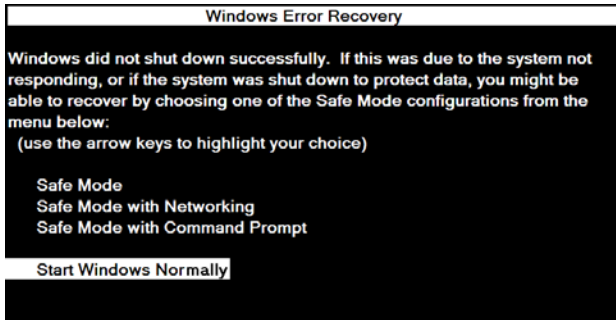 Windows Error Recovery
Windows did not shut down successfully. If this was due to the system not
responding, or if the system was shut down to protect data, you might be
able to recover by choosing one of the Safe Mode configurations from the
menu below:
(use the arrow keys to highlight your choice)
Safe Mode
Safe Mode with Networking
Safe Mode with Command Prompt
Start Windows Normally